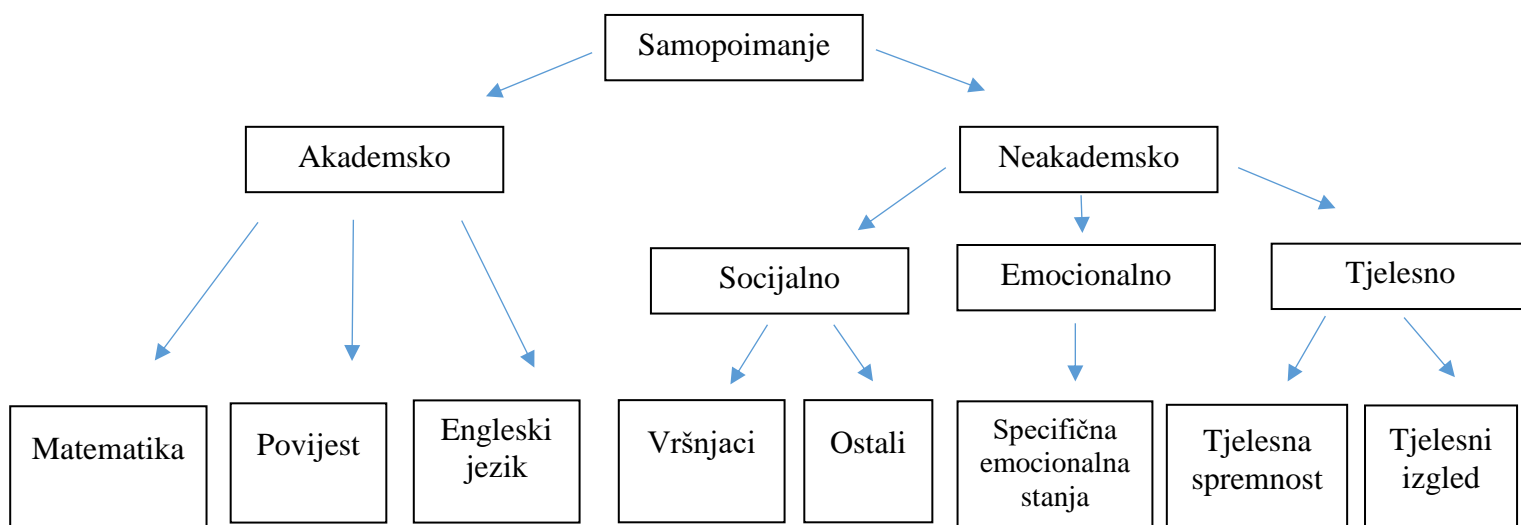 Samopoimanje
Akademsko
Neakademsko
Socijalno
Emocionalno
Tjelesno
Matematika
Povijest
Engleski
jezik
Vršnjaci
Ostali
Specifična
emocionalna
stanja
Tjelesna
spremnost
Tjelesni
izgled